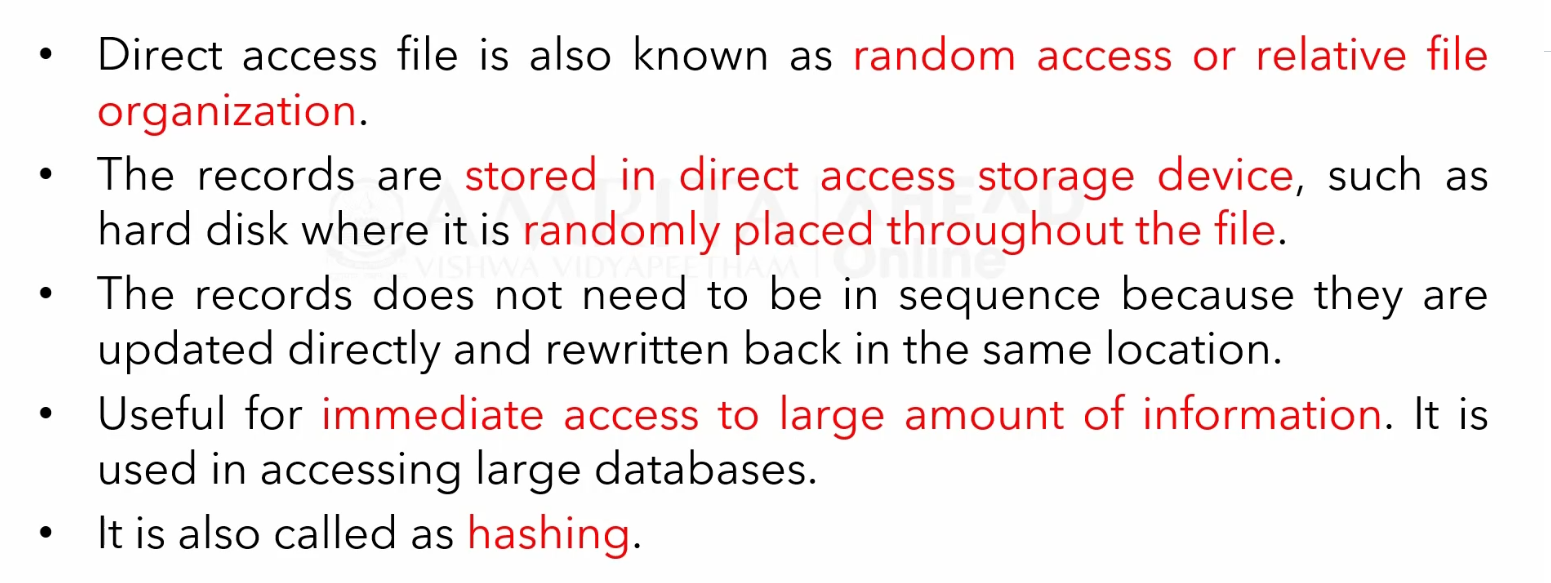 • Direct access file is also known as random access or relative file
organization.
• The records are stored in direct access storage device, such as
hard disk where it is randomly placed throughout the file.
• The records does not need to be in sequence because they are
updated directly and rewritten back in the same location.
• Useful for immediate access to large amount of information. It is
used in accessing large databases.
• It is also called as hashing.
AMRITA
VISHWA VIDYAPEETHAM
AHEAD
Online